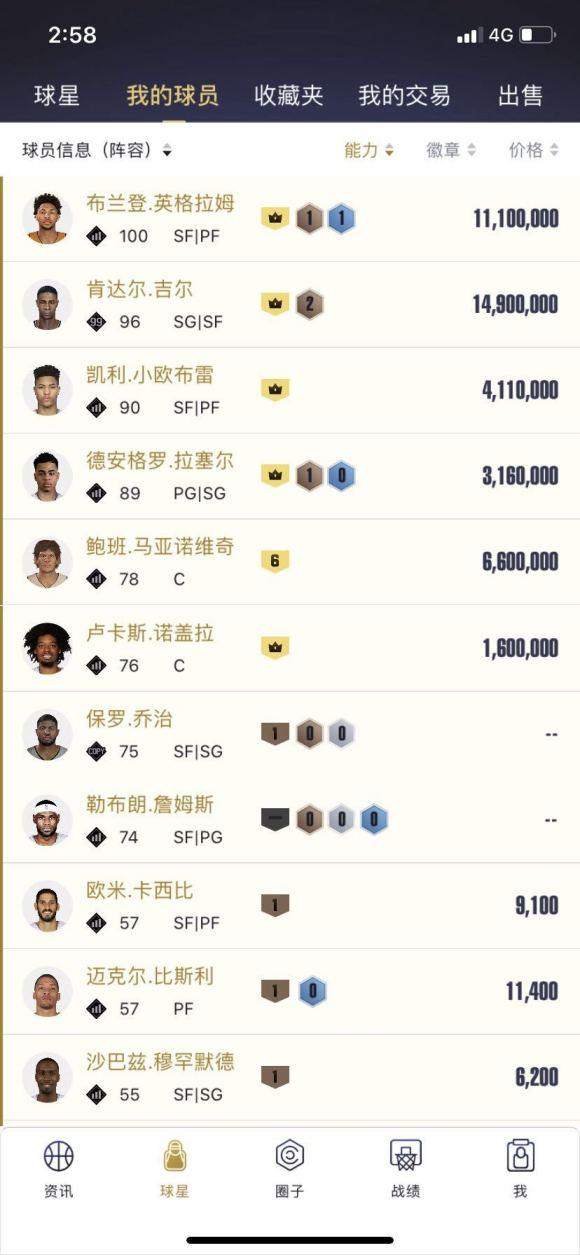 2:58
4G
球星 我的球员 收藏夹 我的交易 出售
球员信息（阵容） 能力 徽章 价格
布兰登.英格拉姆
100 SF|PF
1 1
11,100,000
肯达尔.吉尔
99 96 SG|SF
2
14,900,000
凯利.小欧布雷
90 SF|PF
4,110,000
德安格罗.拉塞尔
89 PG|SG
1 0
3,160,000
鲍班.马亚诺维奇
78 C
6
6,600,000
卢卡斯.诺盖拉
76 C
1,600,000
保罗.乔治
COPY 75 SF|SG
1 0 0
--
勒布朗.詹姆斯
74 SF|PG
0 0 0
--
欧米.卡西比
57 SF|PF
1
9,100
迈克尔.比斯利
57 PF
1 0
11,400
沙巴兹.穆罕默德
55 SF|SG
1
6,200
资讯 球星 圈子 战绩 我